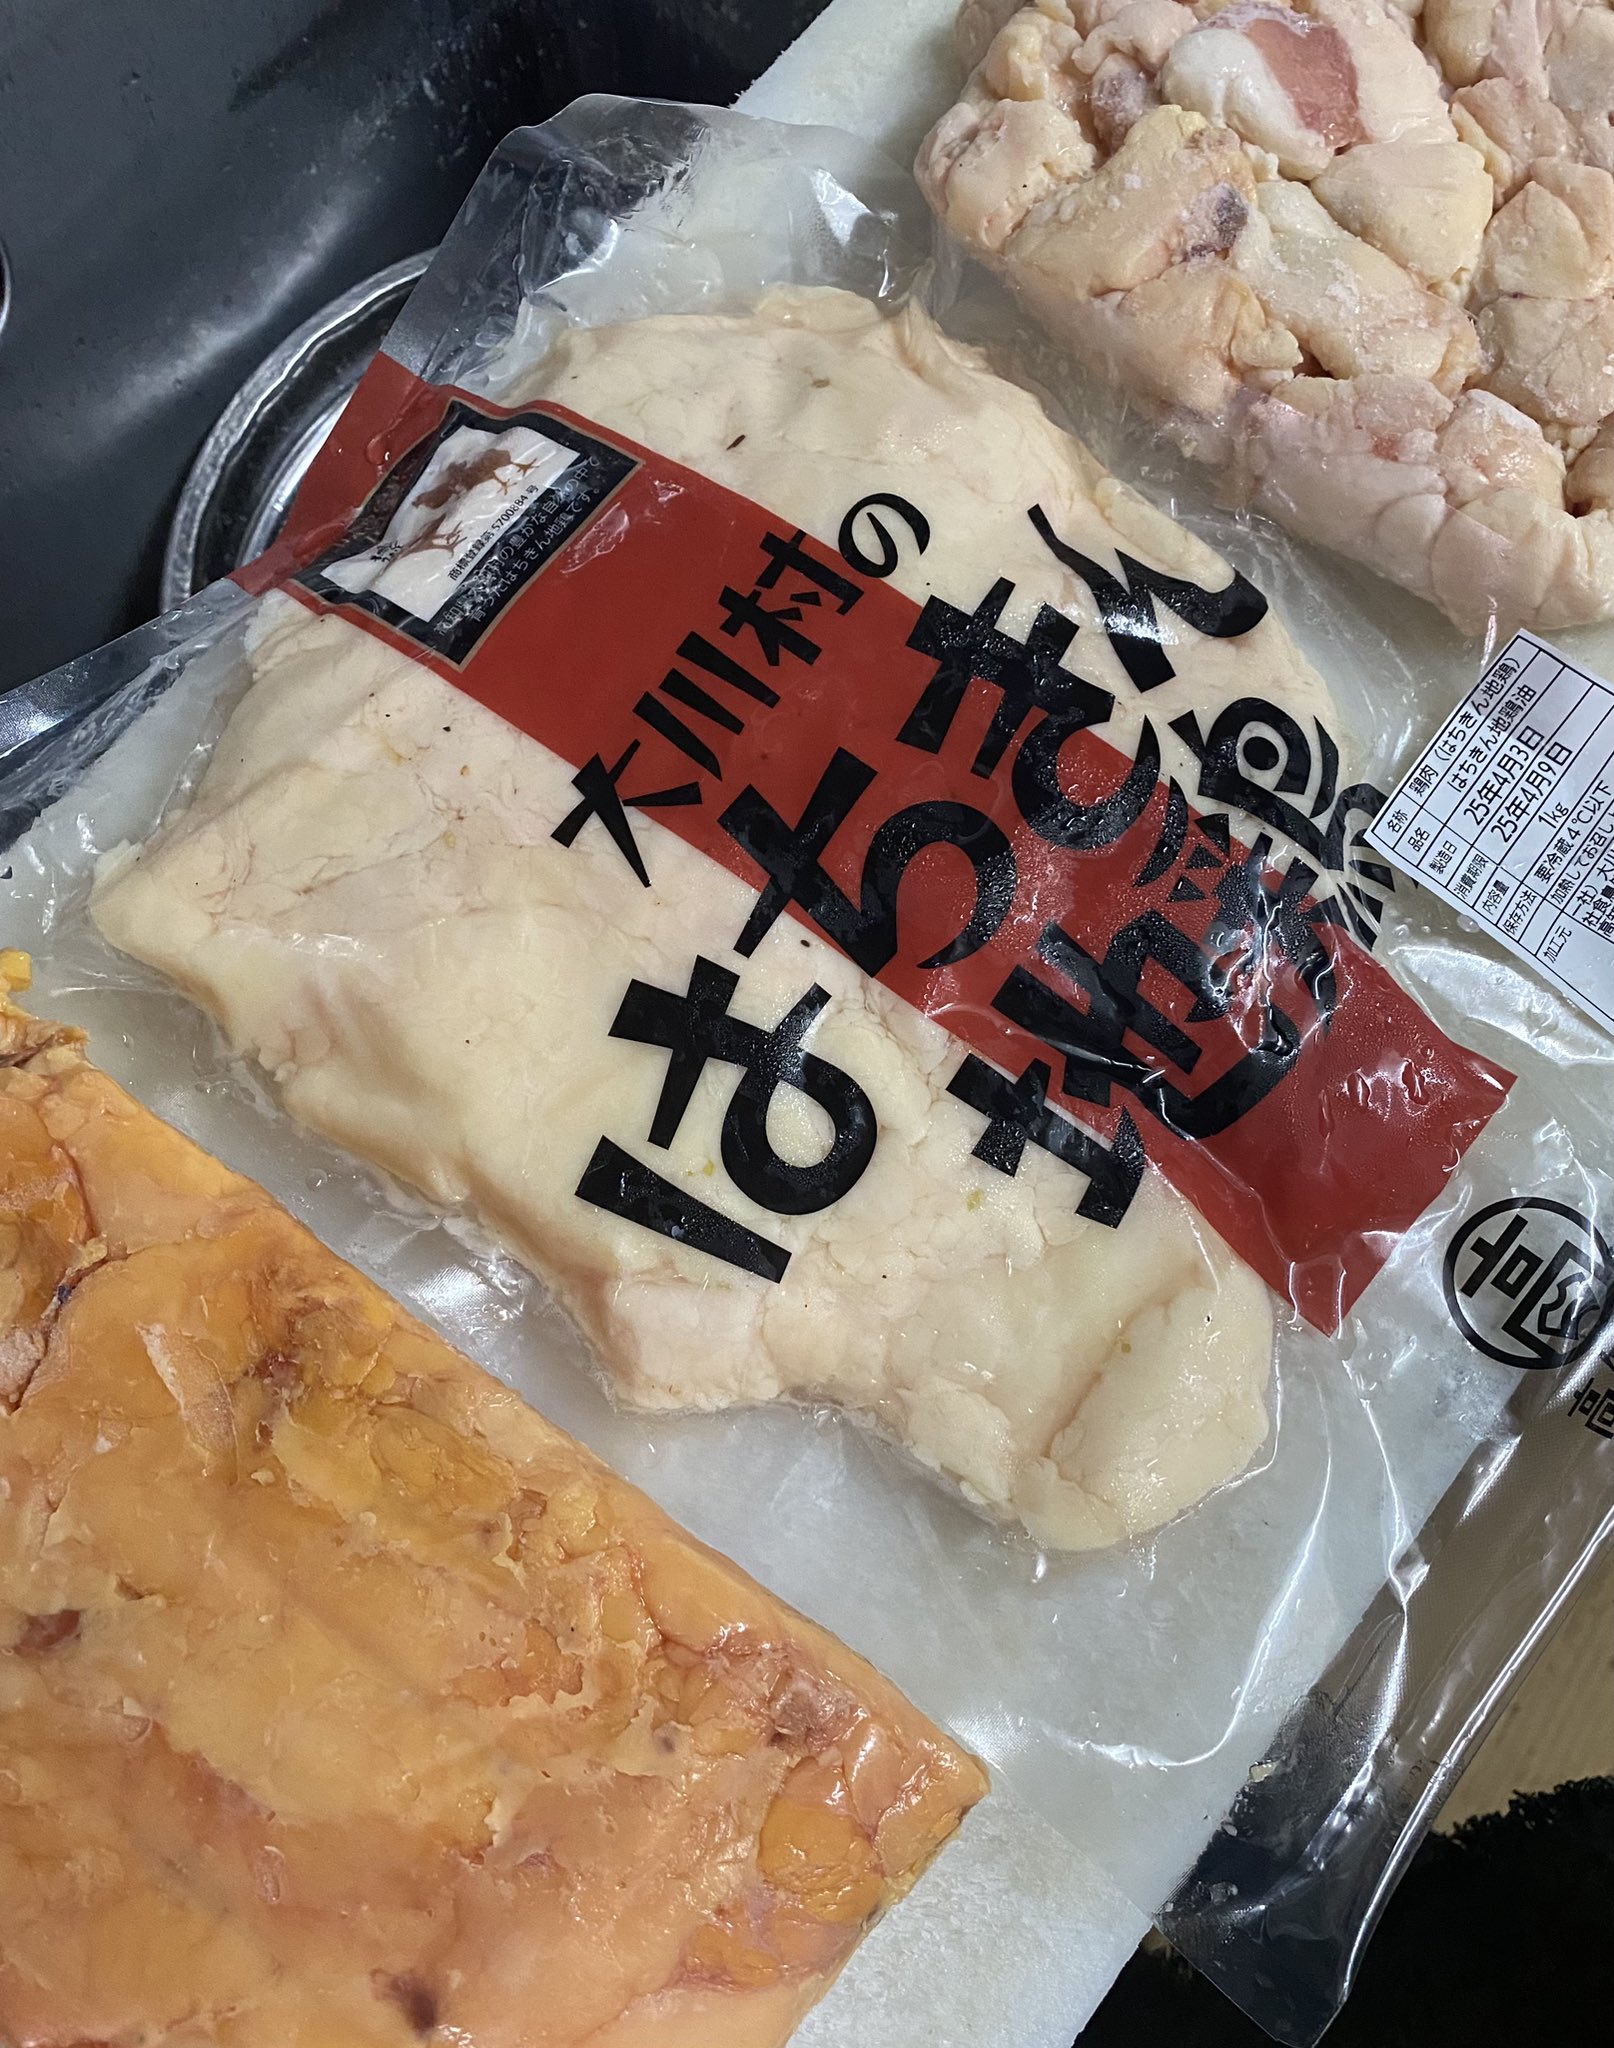 大川村の
はちきん
地鶏
商標登録第5700884号
の豊かな自然の中で
育ったはちきん地鶏です。
名称 鶏肉(はちきん地鶏)
品名 はちきん地鶏油
製造日 25年4月3日
消費期限 25年4月9日
内容量 1kg
保存方法 要冷蔵4℃以下
加熱してお召し
加工元
高